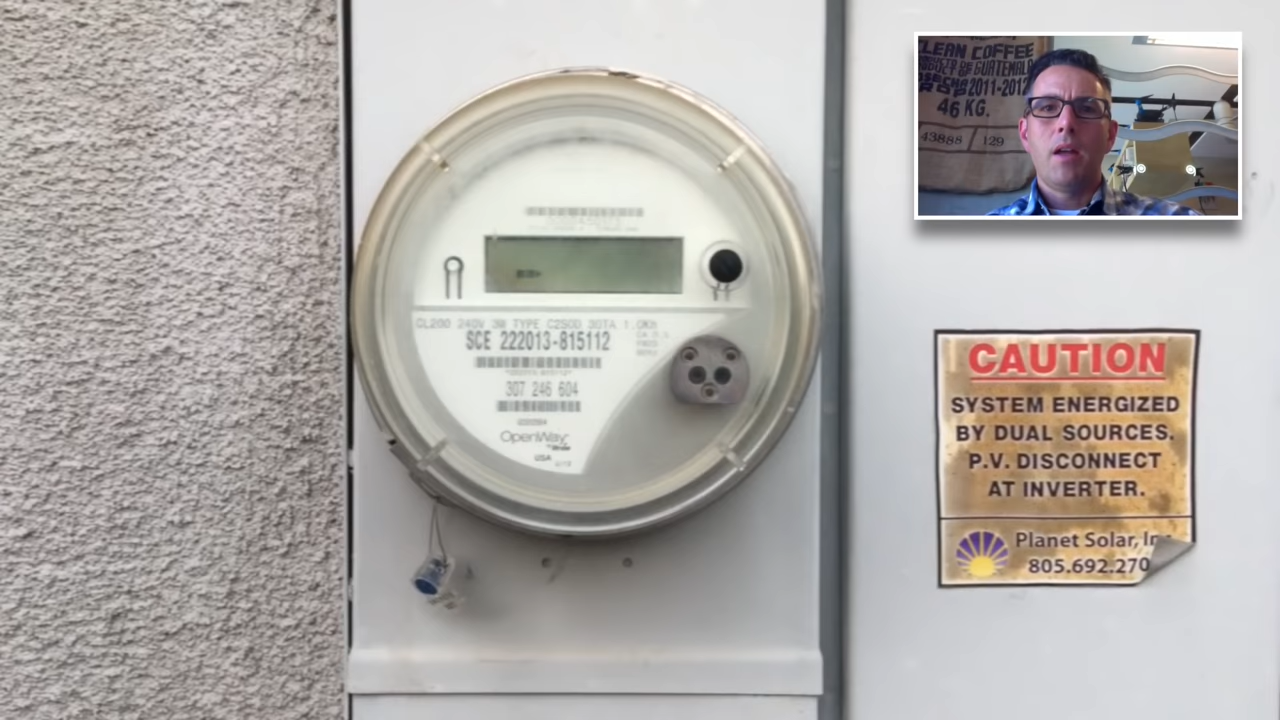 CL200 240V 3W TYPE C2SOD 30TA 1.0Kh
SCE 222013-815112
307 246 604
OpenWay
USA
CLEAN COFFEE
GUATEMALA
2011-2012
46 KG.
43888 129
CAUTION
SYSTEM ENERGIZED
BY DUAL SOURCES.
P.V. DISCONNECT
AT INVERTER.
Planet Solar,
805.692.270